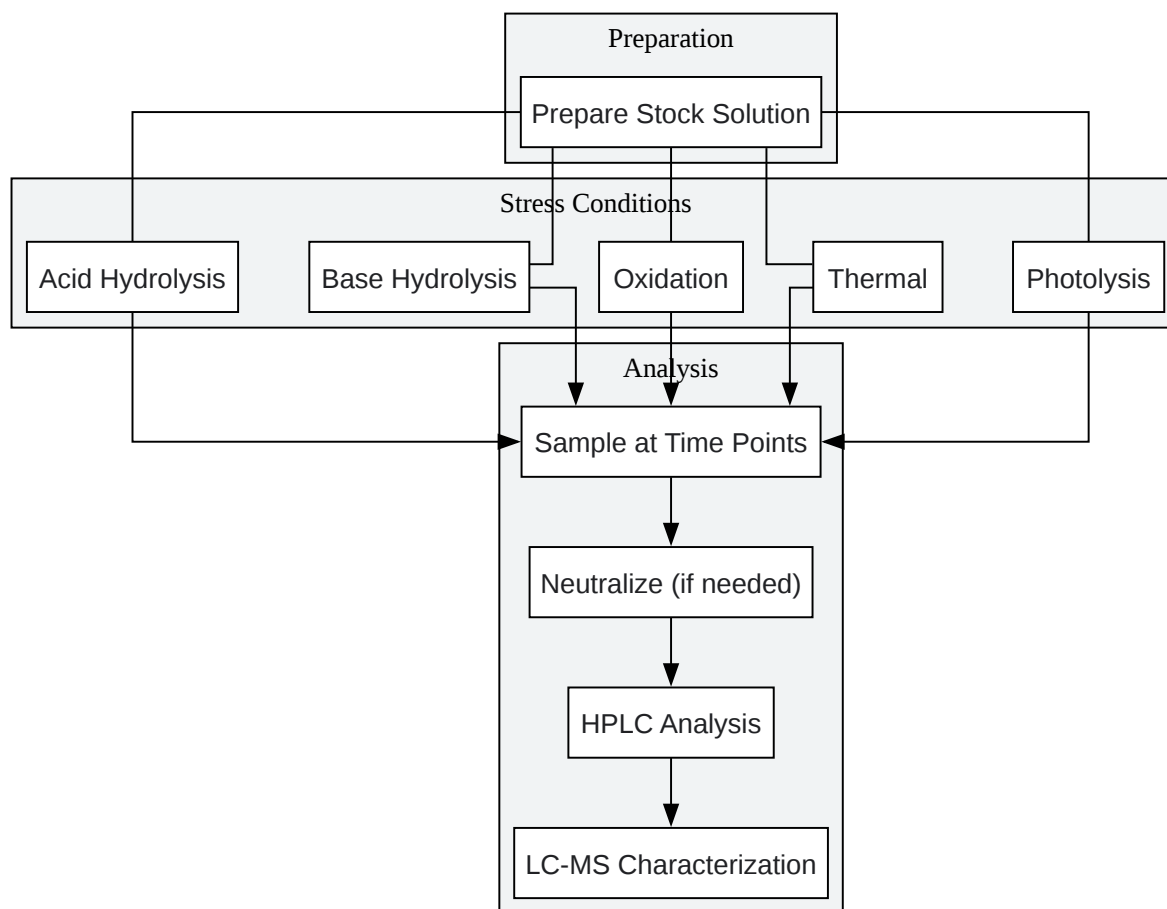 Preparation
Prepare Stock Solution
Stress Conditions
Acid Hydrolysis
Base Hydrolysis
Oxidation
Thermal
Photolysis
Analysis
Sample at Time Points
Neutralize (if needed)
HPLC Analysis
LC-MS Characterization